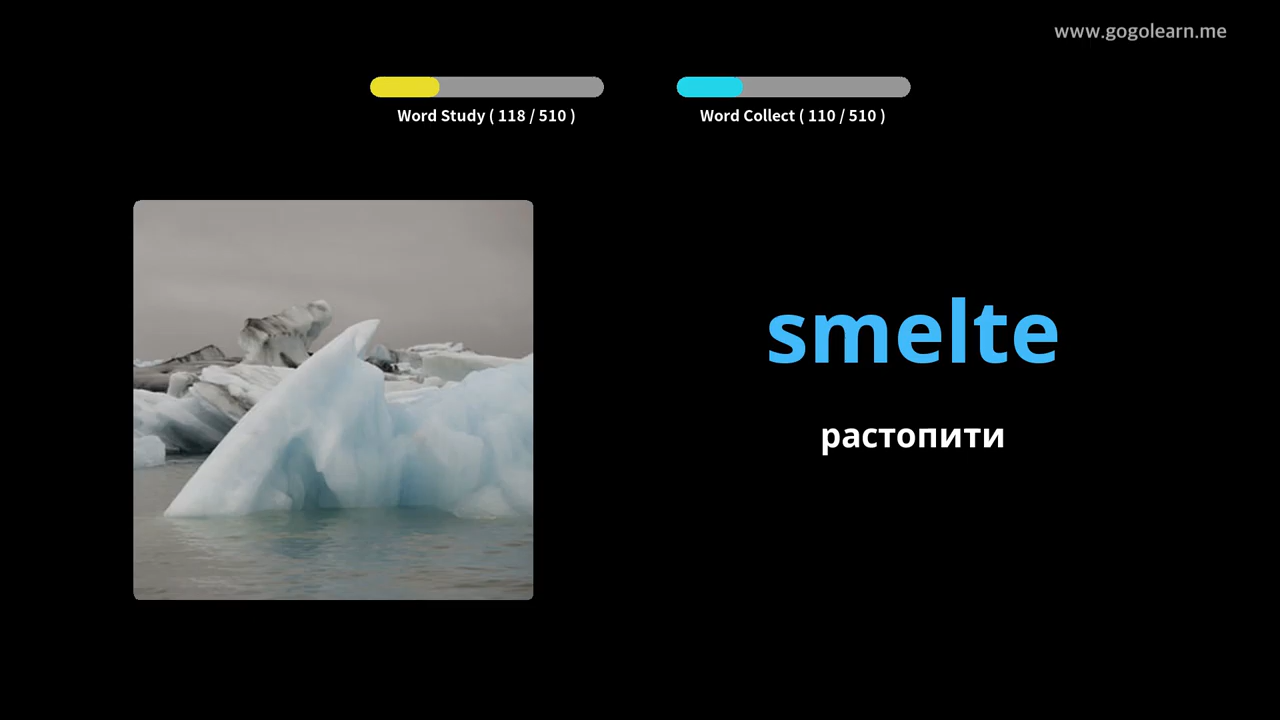 www.gogolearn.me
Word Study ( 118 / 510 )
Word Collect ( 110 / 510 )
smelte
растопити